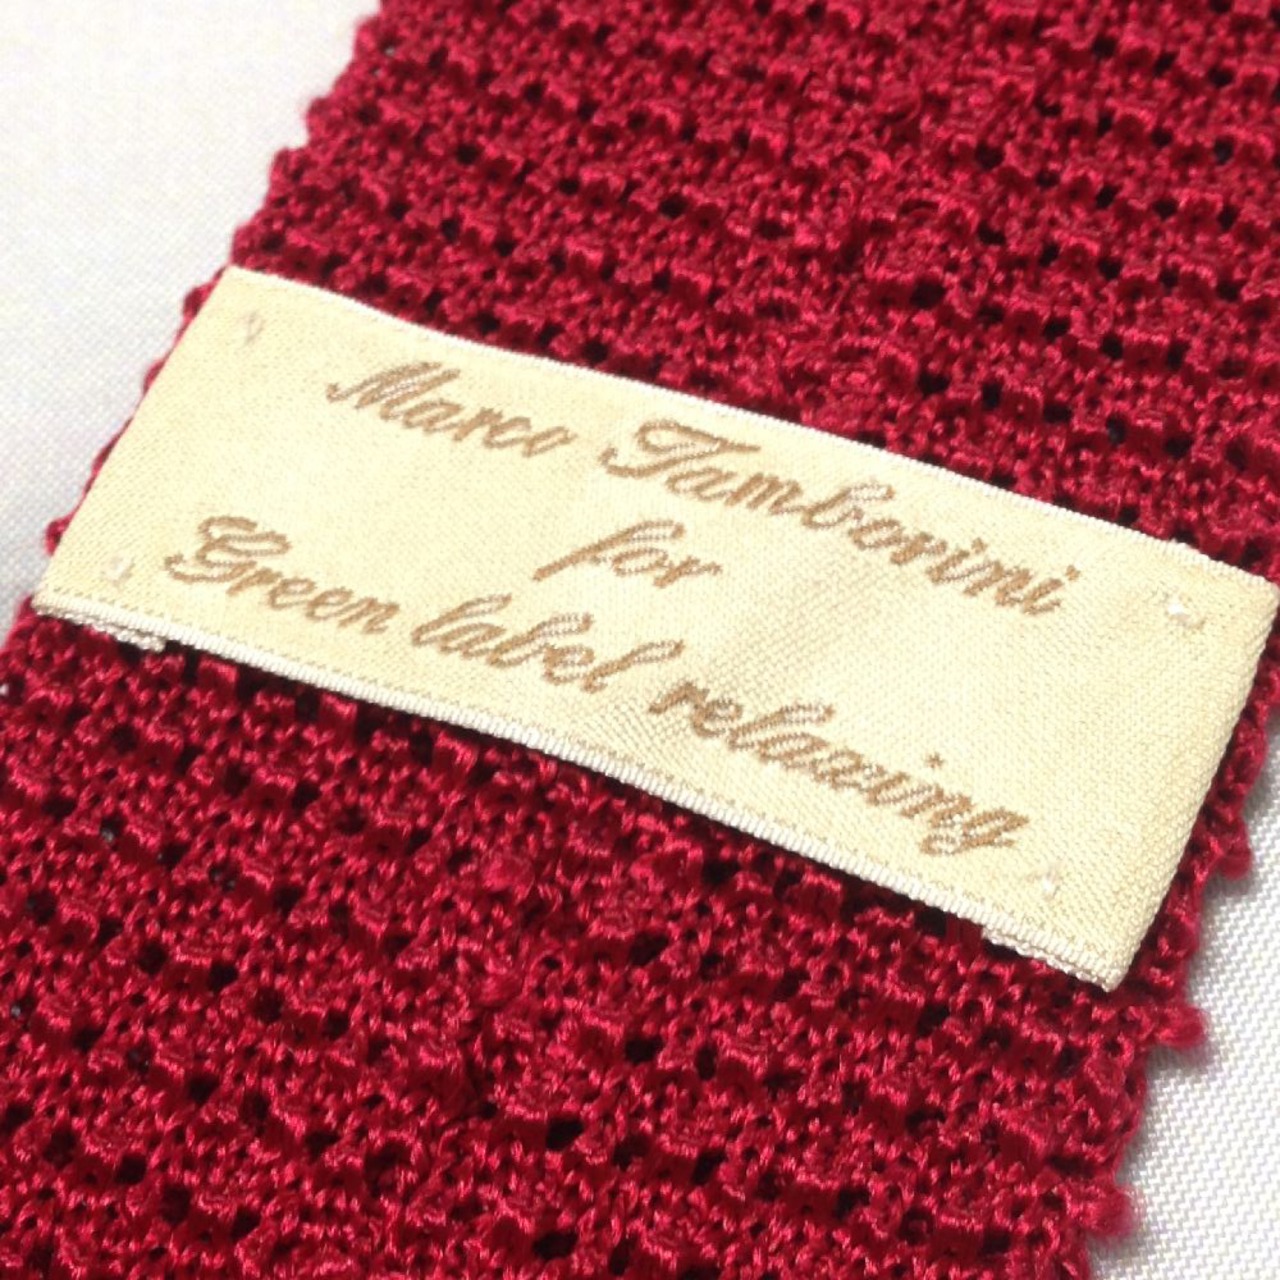 Marco Tamborini
for
Green label relaxing